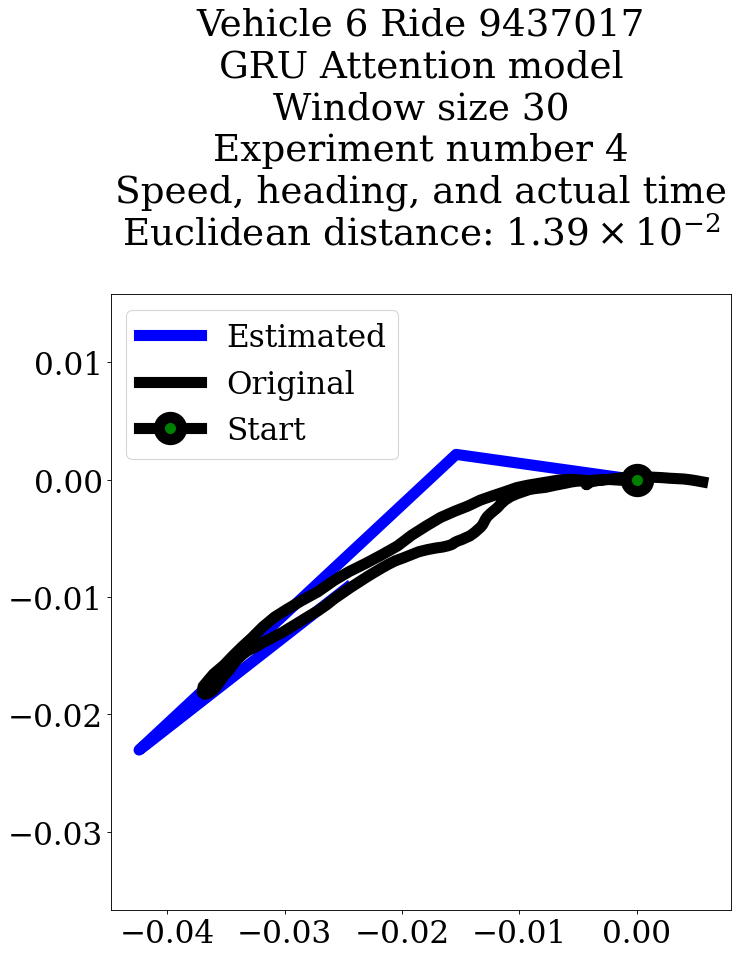 Vehicle 6 Ride 9437017
GRU Attention model
Window size 30
Experiment number 4
Speed, heading, and actual time
Euclidean distance: 1.39 × 10⁻²
Estimated
Original
Start
0.01
0.00
−0.01
−0.02
−0.03
−0.04 −0.03 −0.02 −0.01 0.00